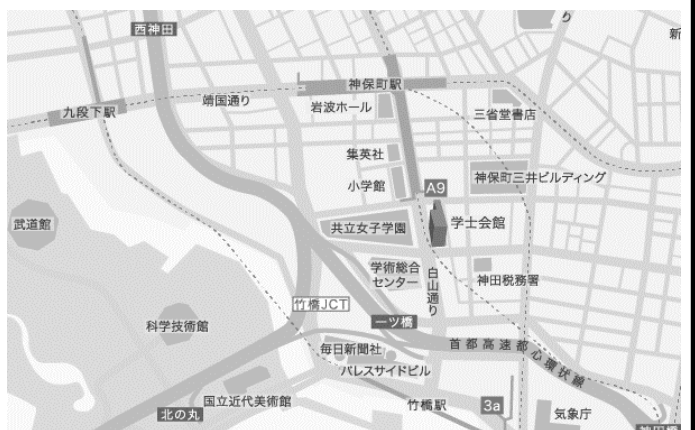 西神田
新
り
神保町駅
靖国通り
岩波ホール
九段下駅
三省堂書店
集英社
神保町三井ビルディング
小学館
A9
武道館
共立女子学園
学士会館
学術総合
センター
白山通り
神田税務署
竹橋JCT
一ツ橋
科学技術館
首都高速都心環状線
毎日新聞社
パレスサイドビル
国立近代美術館
竹橋駅
3a
北の丸
気象庁
神田橋